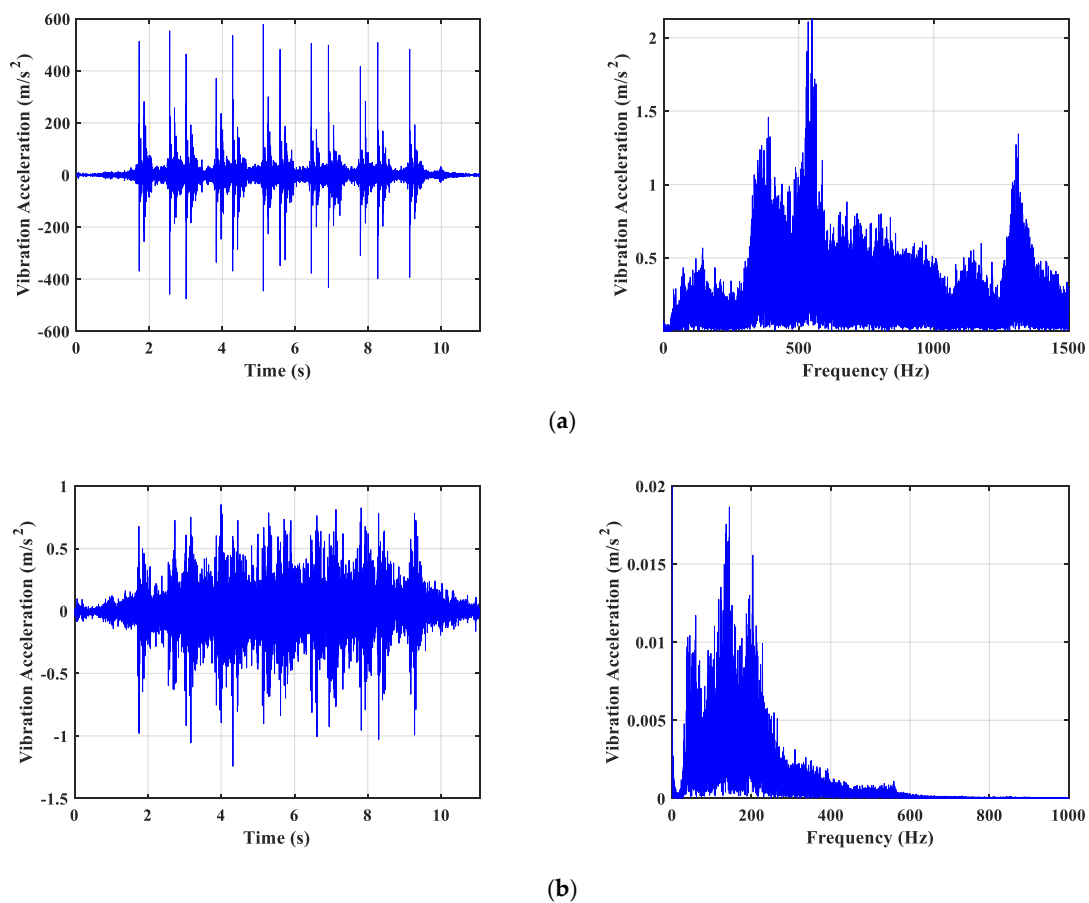 600
400
200
0
-200
-400
-600
0 2 4 6 8 10
Time (s)
Vibration Acceleration (m/s²)
2
1.5
1
0.5
0 500 1000 1500
Frequency (Hz)
Vibration Acceleration (m/s²)
(a)
1
0.5
0
-0.5
-1
-1.5
0 2 4 6 8 10
Time (s)
Vibration Acceleration (m/s²)
0.02
0.015
0.01
0.005
0
0 200 400 600 800 1000
Frequency (Hz)
Vibration Acceleration (m/s²)
(b)